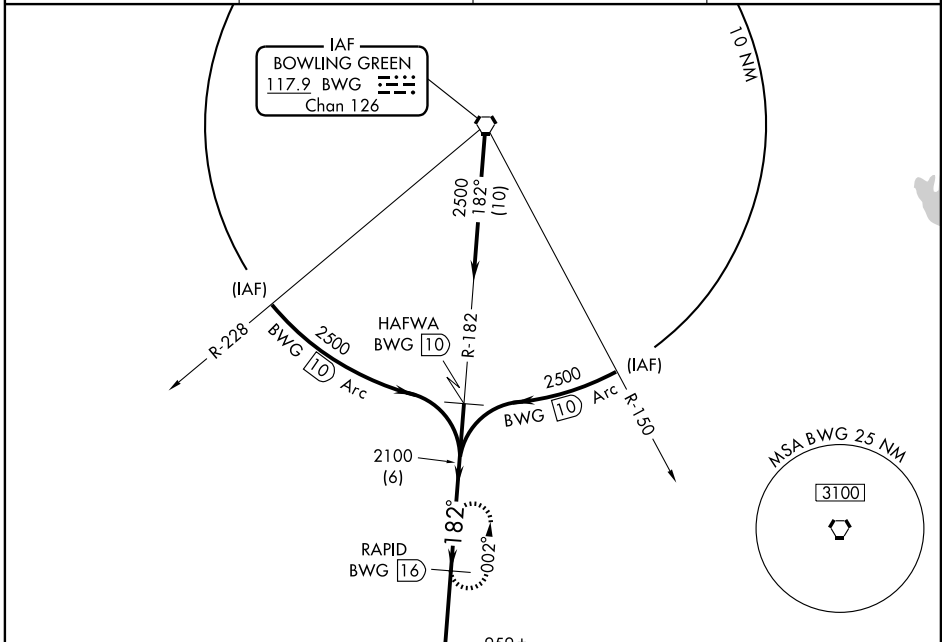 IAF
BOWLING GREEN
117.9 BWG
Chan 126
10 NM
2500
182°
(10)
(IAF)
R-228
2500
BWG 10 Arc
HAFWA
BWG 10
R-182
2500
BWG 10 Arc
(IAF)
R-150
2100
(6)
182°
002°
RAPID
BWG 16
MSA BWG 25 NM
3100